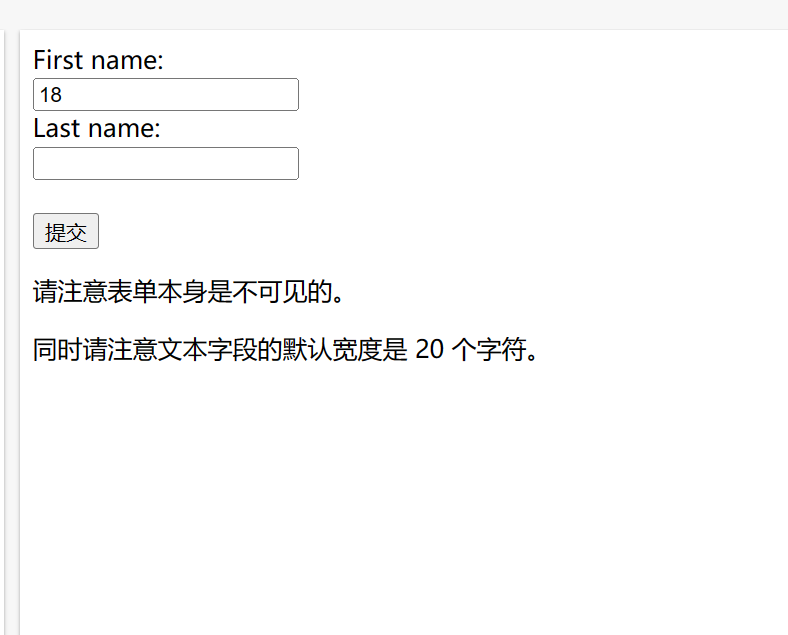 First name:
18
Last name:
提交
请注意表单本身是不可见的。
同时请注意文本字段的默认宽度是 20 个字符。